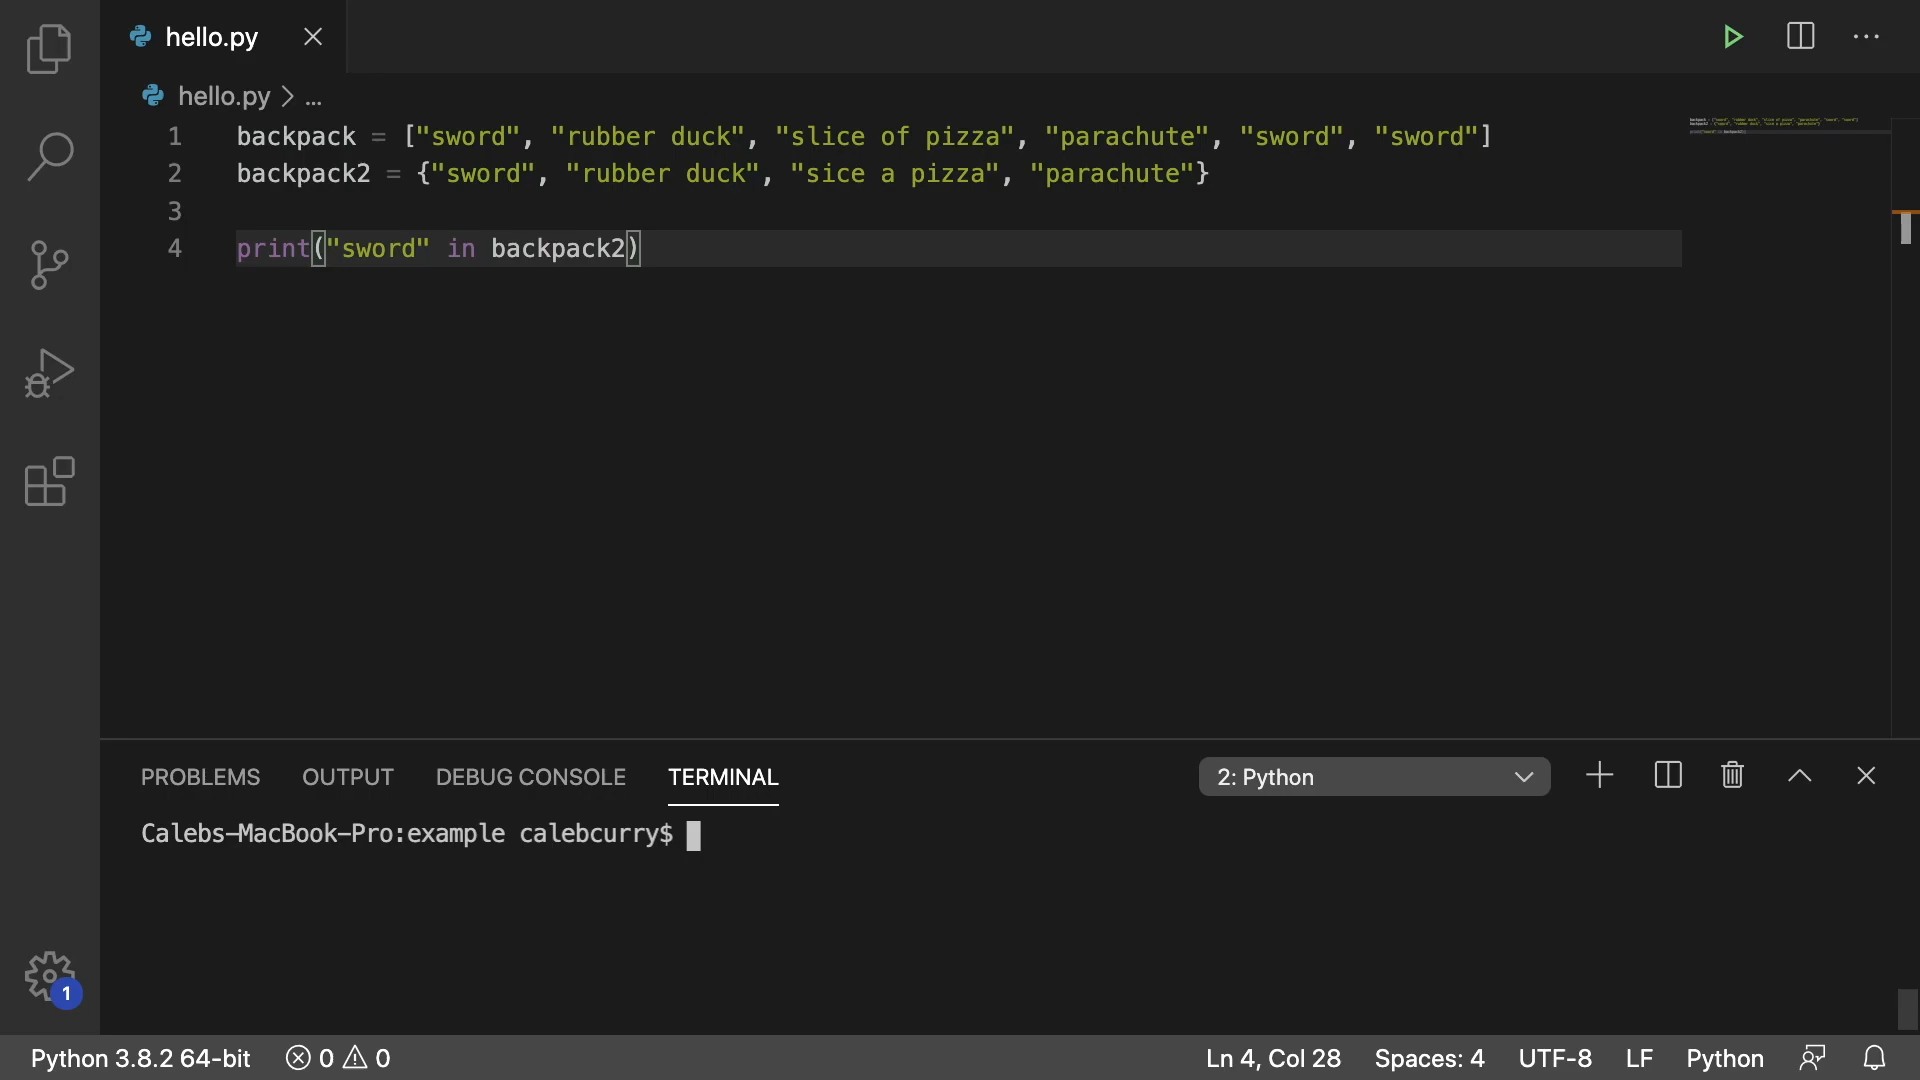 hello.py
hello.py > ...
1 backpack = ["sword", "rubber duck", "slice of pizza", "parachute", "sword", "sword"]
2 backpack2 = {"sword", "rubber duck", "sice a pizza", "parachute"}
3
4 print("sword" in backpack2)
PROBLEMS OUTPUT DEBUG CONSOLE TERMINAL 2: Python
Calebs-MacBook-Pro:example calebcurry$
1
Python 3.8.2 64-bit 0 0 Ln 4, Col 28 Spaces: 4 UTF-8 LF Python